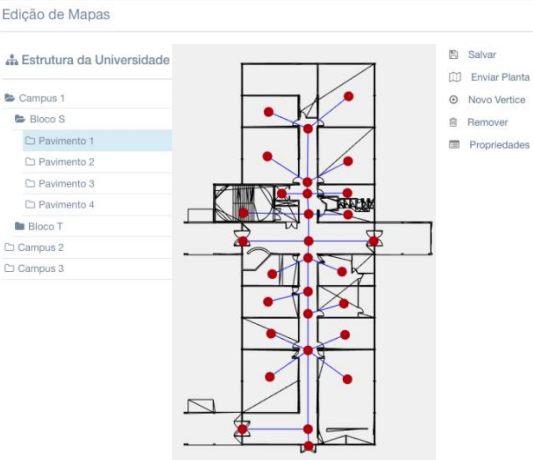 Edição de Mapas
Estrutura da Universidade
Campus 1
Bloco S
Pavimento 1
Pavimento 2
Pavimento 3
Pavimento 4
Bloco T
Campus 2
Campus 3
Salvar
Enviar Planta
Novo Vertice
Remover
Propriedades